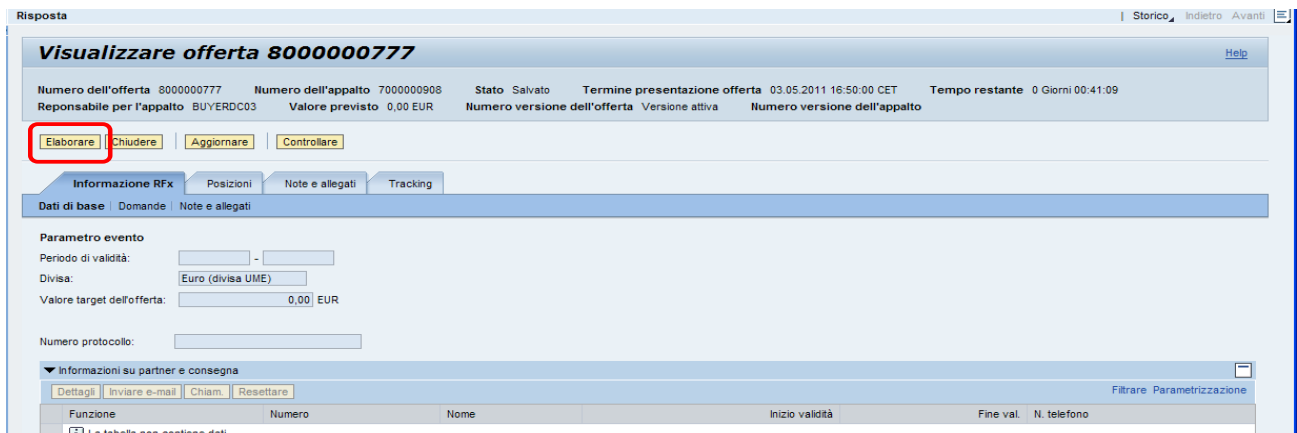 Risposta Storico Indietro Avanti
Visualizzare offerta 8000000777 Help
Numero dell'offerta 8000000777 Numero dell'appalto 7000000908 Stato Salvato Termine presentazione offerta 03.05.2011 16:50:00 CET Tempo restante 0 Giorni 00:41:09
Reponsabile per l'appalto BUYERDC03 Valore previsto 0,00 EUR Numero versione dell'offerta Versione attiva Numero versione dell'appalto
Elaborare Chiudere Aggiornare Controllare
Informazione RFx Posizioni Note e allegati Tracking
Dati di base Domande Note e allegati
Parametro evento
Periodo di validità: -
Divisa: Euro (divisa UME)
Valore target dell'offerta: 0,00 EUR
Numero protocollo:
Informazioni su partner e consegna
Dettagli Inviare e-mail Chiam. Resettare Filtrare Parametrizzazione
Funzione Numero Nome Inizio validità Fine val. N. telefono
La tabella non contiene dati